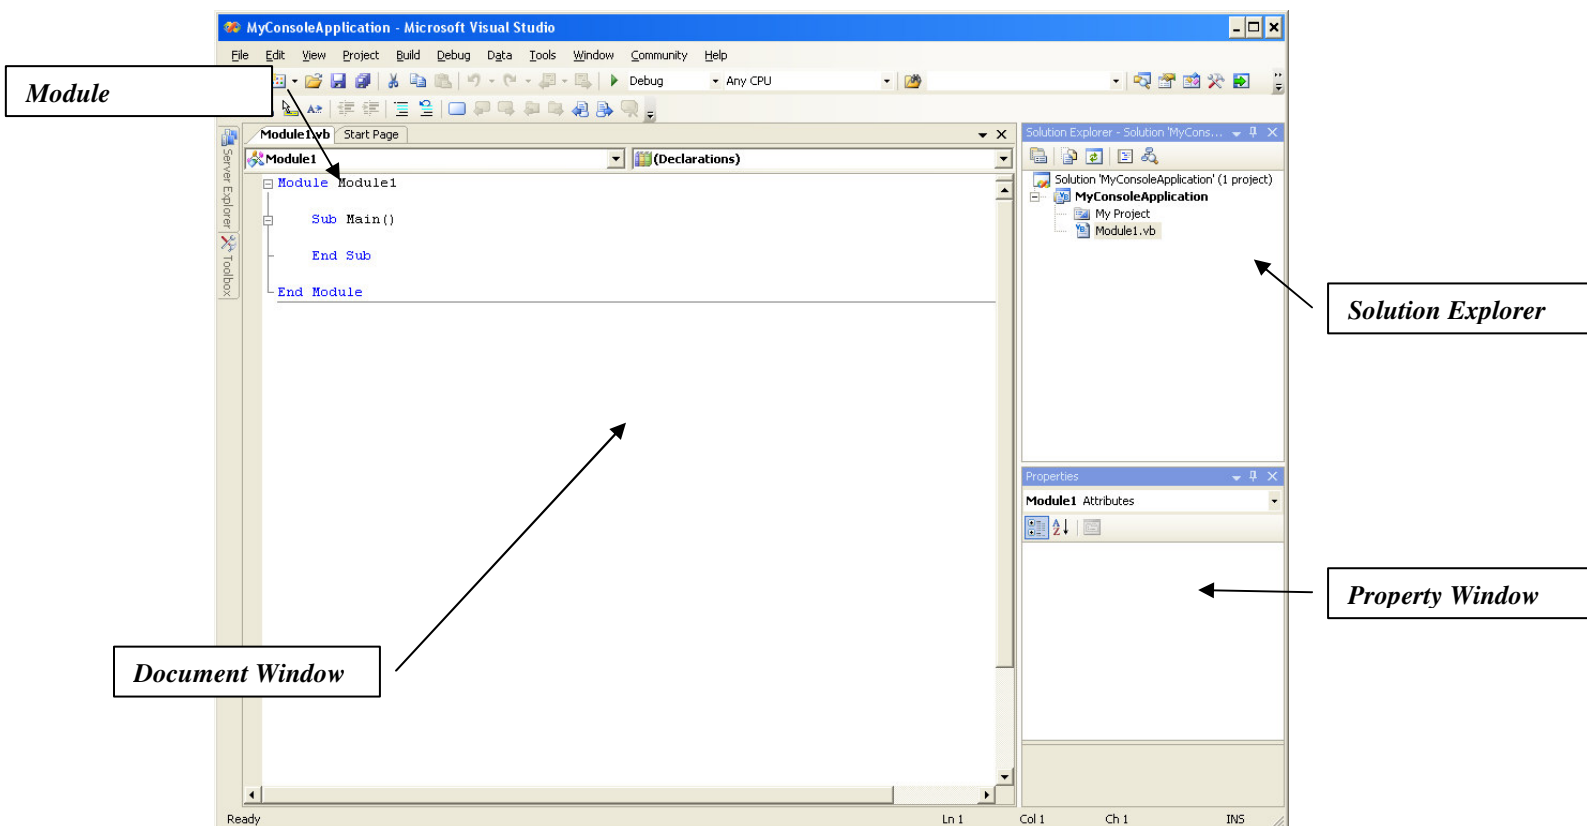 MyConsoleApplication - Microsoft Visual Studio
File Edit View Project Build Debug Data Tools Window Community Help
Module
Debug Any CPU
Module1.vb Start Page
Module1 (Declarations)
Server Explorer
Toolbox
Module Module1
Sub Main()
End Sub
End Module
Solution Explorer - Solution 'MyCons...
Solution 'MyConsoleApplication' (1 project)
MyConsoleApplication
My Project
Module1.vb
Solution Explorer
Properties
Module1 Attributes
Property Window
Document Window
Ready Ln 1 Col 1 Ch 1 INS